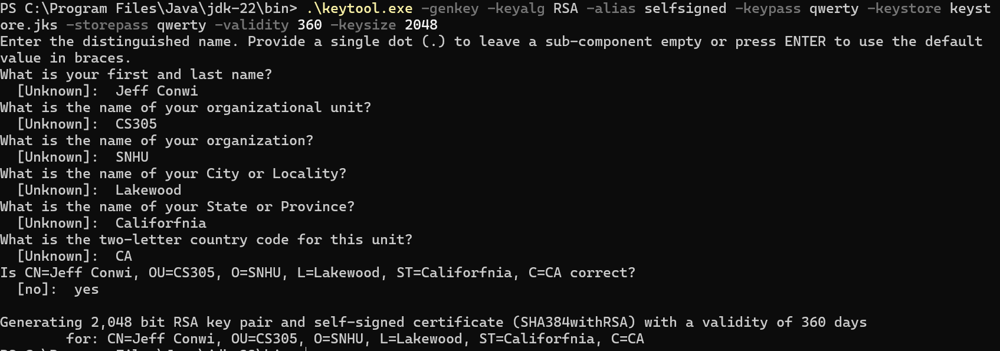 PS C:\Program Files\Java\jdk-22\bin> .\keytool.exe -genkey -keyalg RSA -alias selfsigned -keypass qwerty -keystore keyst
ore.jks -storepass qwerty -validity 360 -keysize 2048
Enter the distinguished name. Provide a single dot (.) to leave a sub-component empty or press ENTER to use the default
value in braces.
What is your first and last name?
  [Unknown]:  Jeff Conwi
What is the name of your organizational unit?
  [Unknown]:  CS305
What is the name of your organization?
  [Unknown]:  SNHU
What is the name of your City or Locality?
  [Unknown]:  Lakewood
What is the name of your State or Province?
  [Unknown]:  Califorfnia
What is the two-letter country code for this unit?
  [Unknown]:  CA
Is CN=Jeff Conwi, OU=CS305, O=SNHU, L=Lakewood, ST=Califorfnia, C=CA correct?
  [no]:  yes
Generating 2,048 bit RSA key pair and self-signed certificate (SHA384withRSA) with a validity of 360 days
        for: CN=Jeff Conwi, OU=CS305, O=SNHU, L=Lakewood, ST=Califorfnia, C=CA